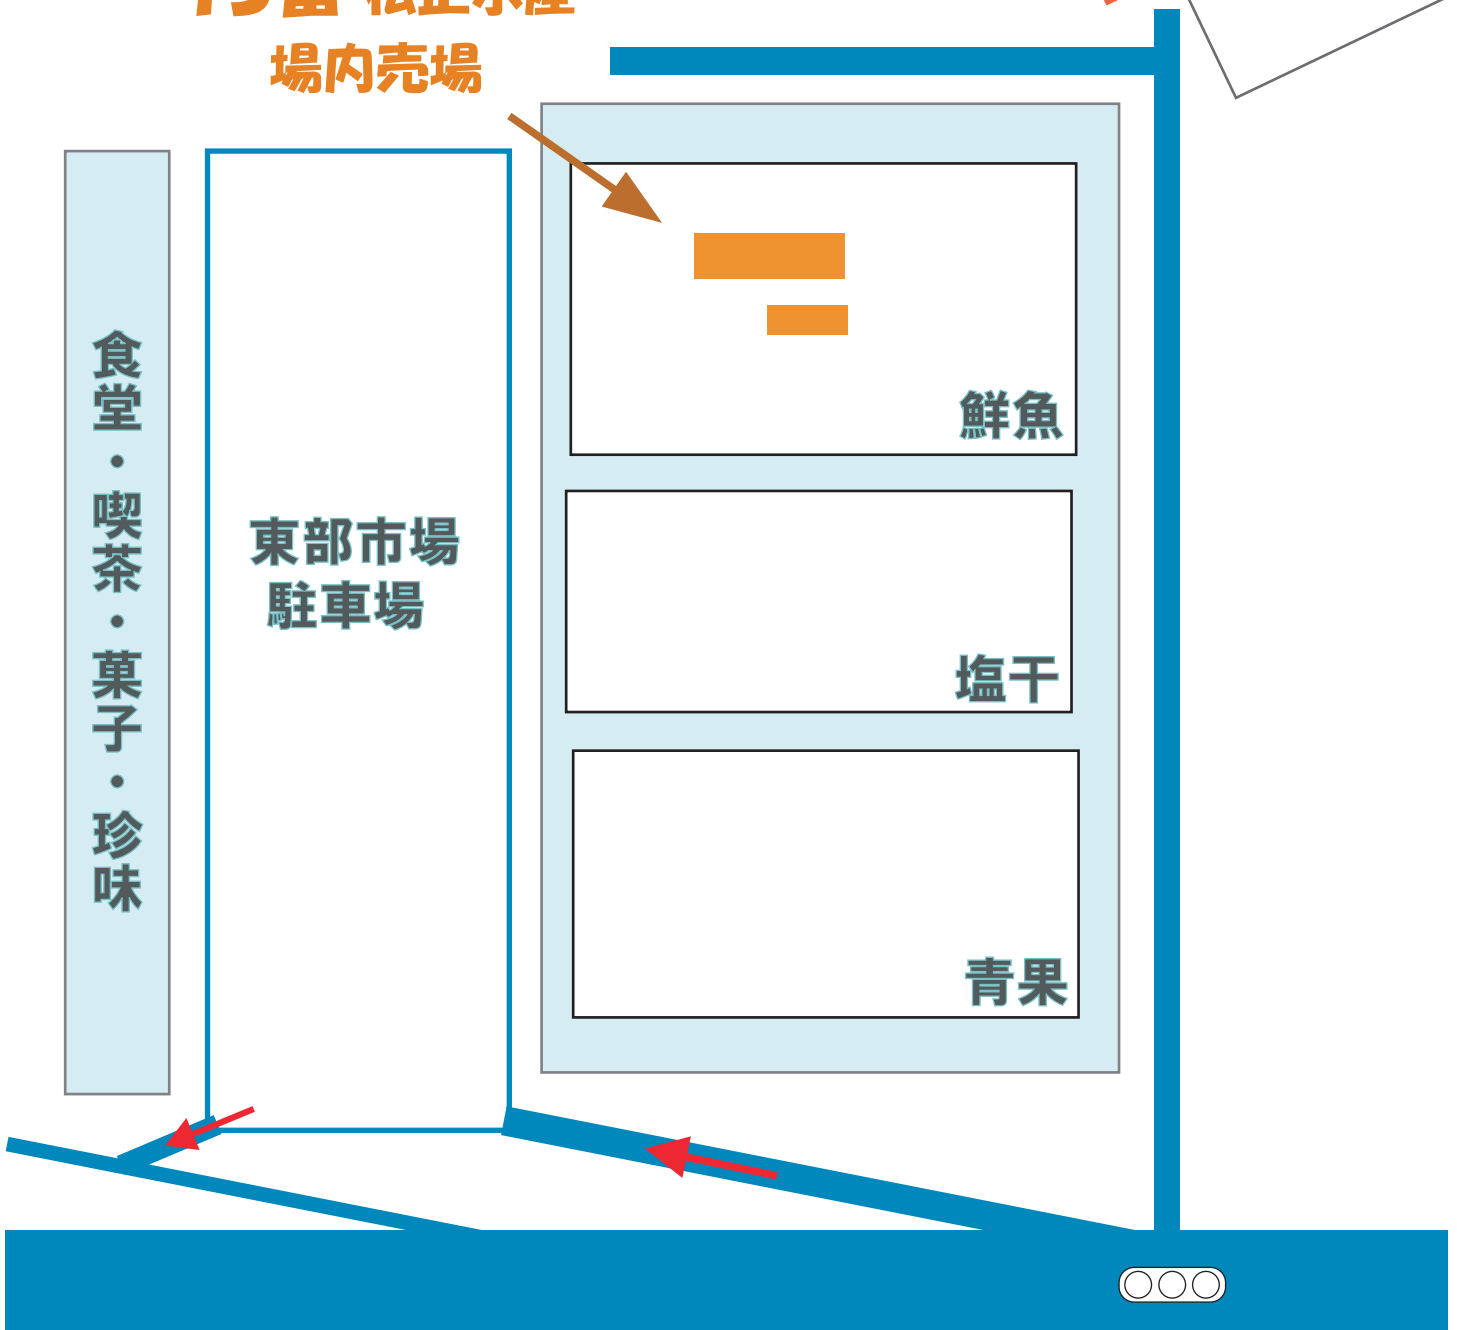 場内売場
食堂・喫茶・菓子・珍味
東部市場
駐車場
鮮魚
塩干
青果